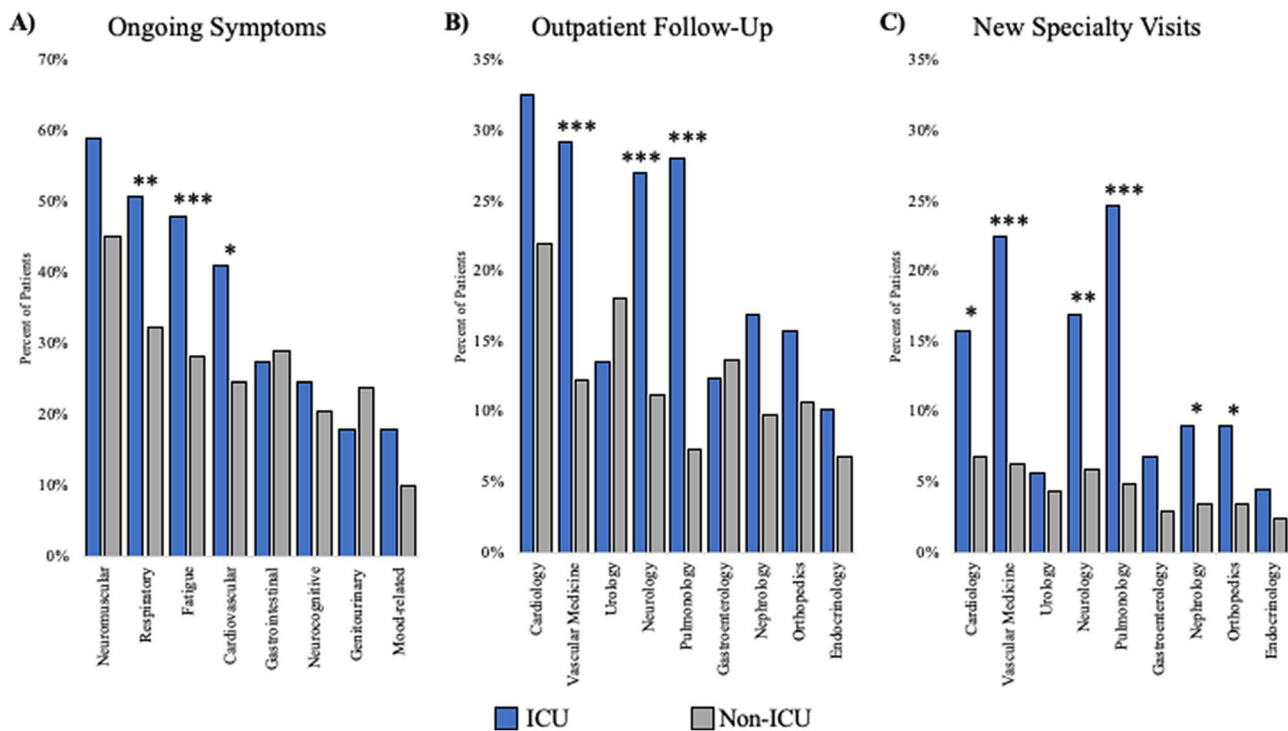 A) Ongoing Symptoms
Percent of Patients
70%
60%
50%
40%
30%
20%
10%
0%
**
***
*
Neuromuscular
Respiratory
Fatigue
Cardiovascular
Gastrointestinal
Neurocognitive
Genitourinary
Mood-related
B) Outpatient Follow-Up
Percent of Patients
35%
30%
25%
20%
15%
10%
5%
0%
***
***
***
Cardiology
Vascular Medicine
Urology
Neurology
Pulmonology
Gastroenterology
Nephrology
Orthopedics
Endocrinology
C) New Specialty Visits
Percent of Patients
35%
30%
25%
20%
15%
10%
5%
0%
*
***
**
***
*
*
Cardiology
Vascular Medicine
Urology
Neurology
Pulmonology
Gastroenterology
Nephrology
Orthopedics
Endocrinology
ICU
Non-ICU